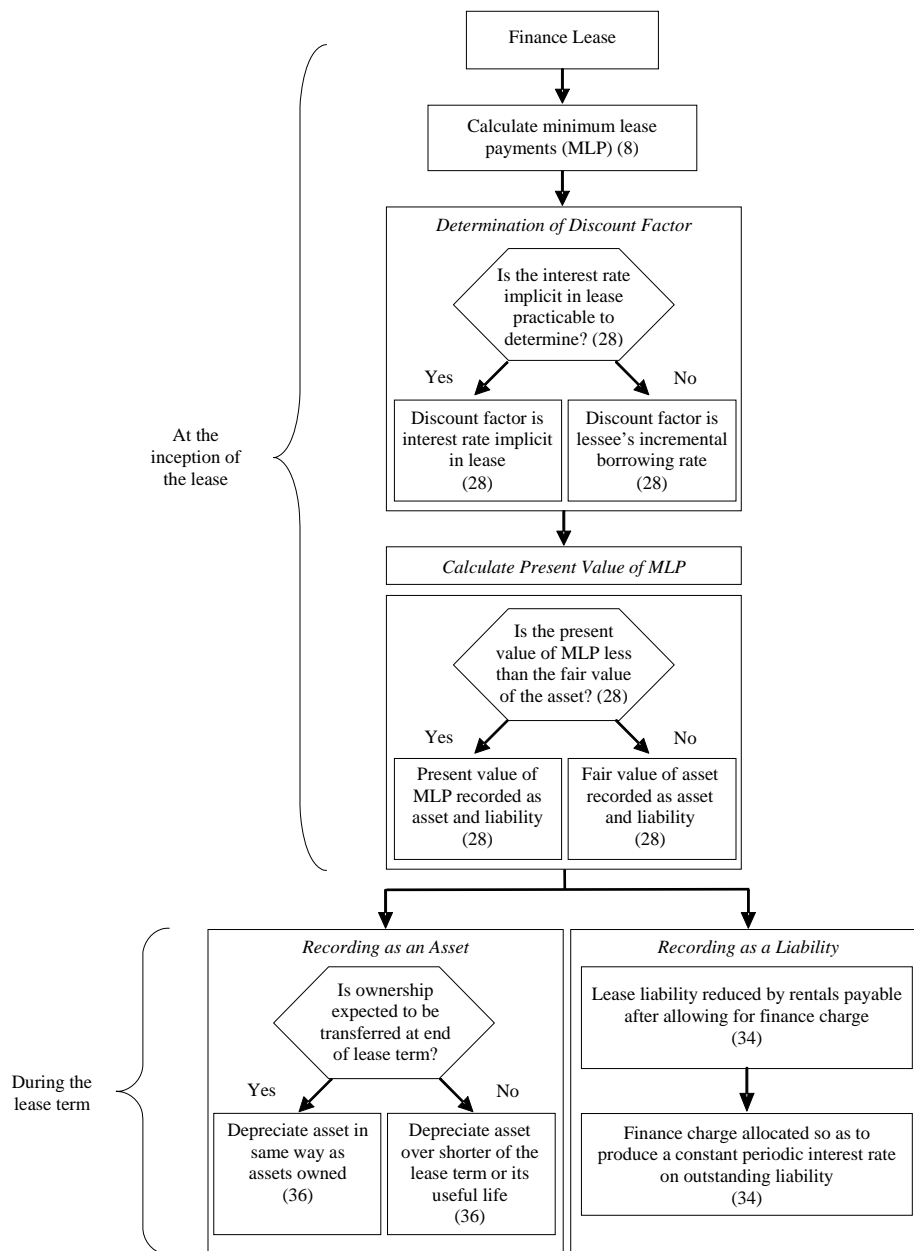 Finance Lease
Calculate minimum lease
payments (MLP) (8)
Determination of Discount Factor
Is the interest rate
implicit in lease
practicable to
determine? (28)
Yes
No
Discount factor is
interest rate implicit
in lease
(28)
Discount factor is
lessee’s incremental
borrowing rate
(28)
At the
inception of
the lease
Calculate Present Value of MLP
Is the present
value of MLP less
than the fair value
of the asset? (28)
Yes
No
Present value of
MLP recorded as
asset and liability
(28)
Fair value of asset
recorded as asset
and liability
(28)
During the
lease term
Recording as an Asset
Is ownership
expected to be
transferred at end
of lease term?
Yes
No
Depreciate asset in
same way as
assets owned
(36)
Depreciate asset
over shorter of the
lease term or its
useful life
(36)
Recording as a Liability
Lease liability reduced by rentals payable
after allowing for finance charge
(34)
Finance charge allocated so as to
produce a constant periodic interest rate
on outstanding liability
(34)